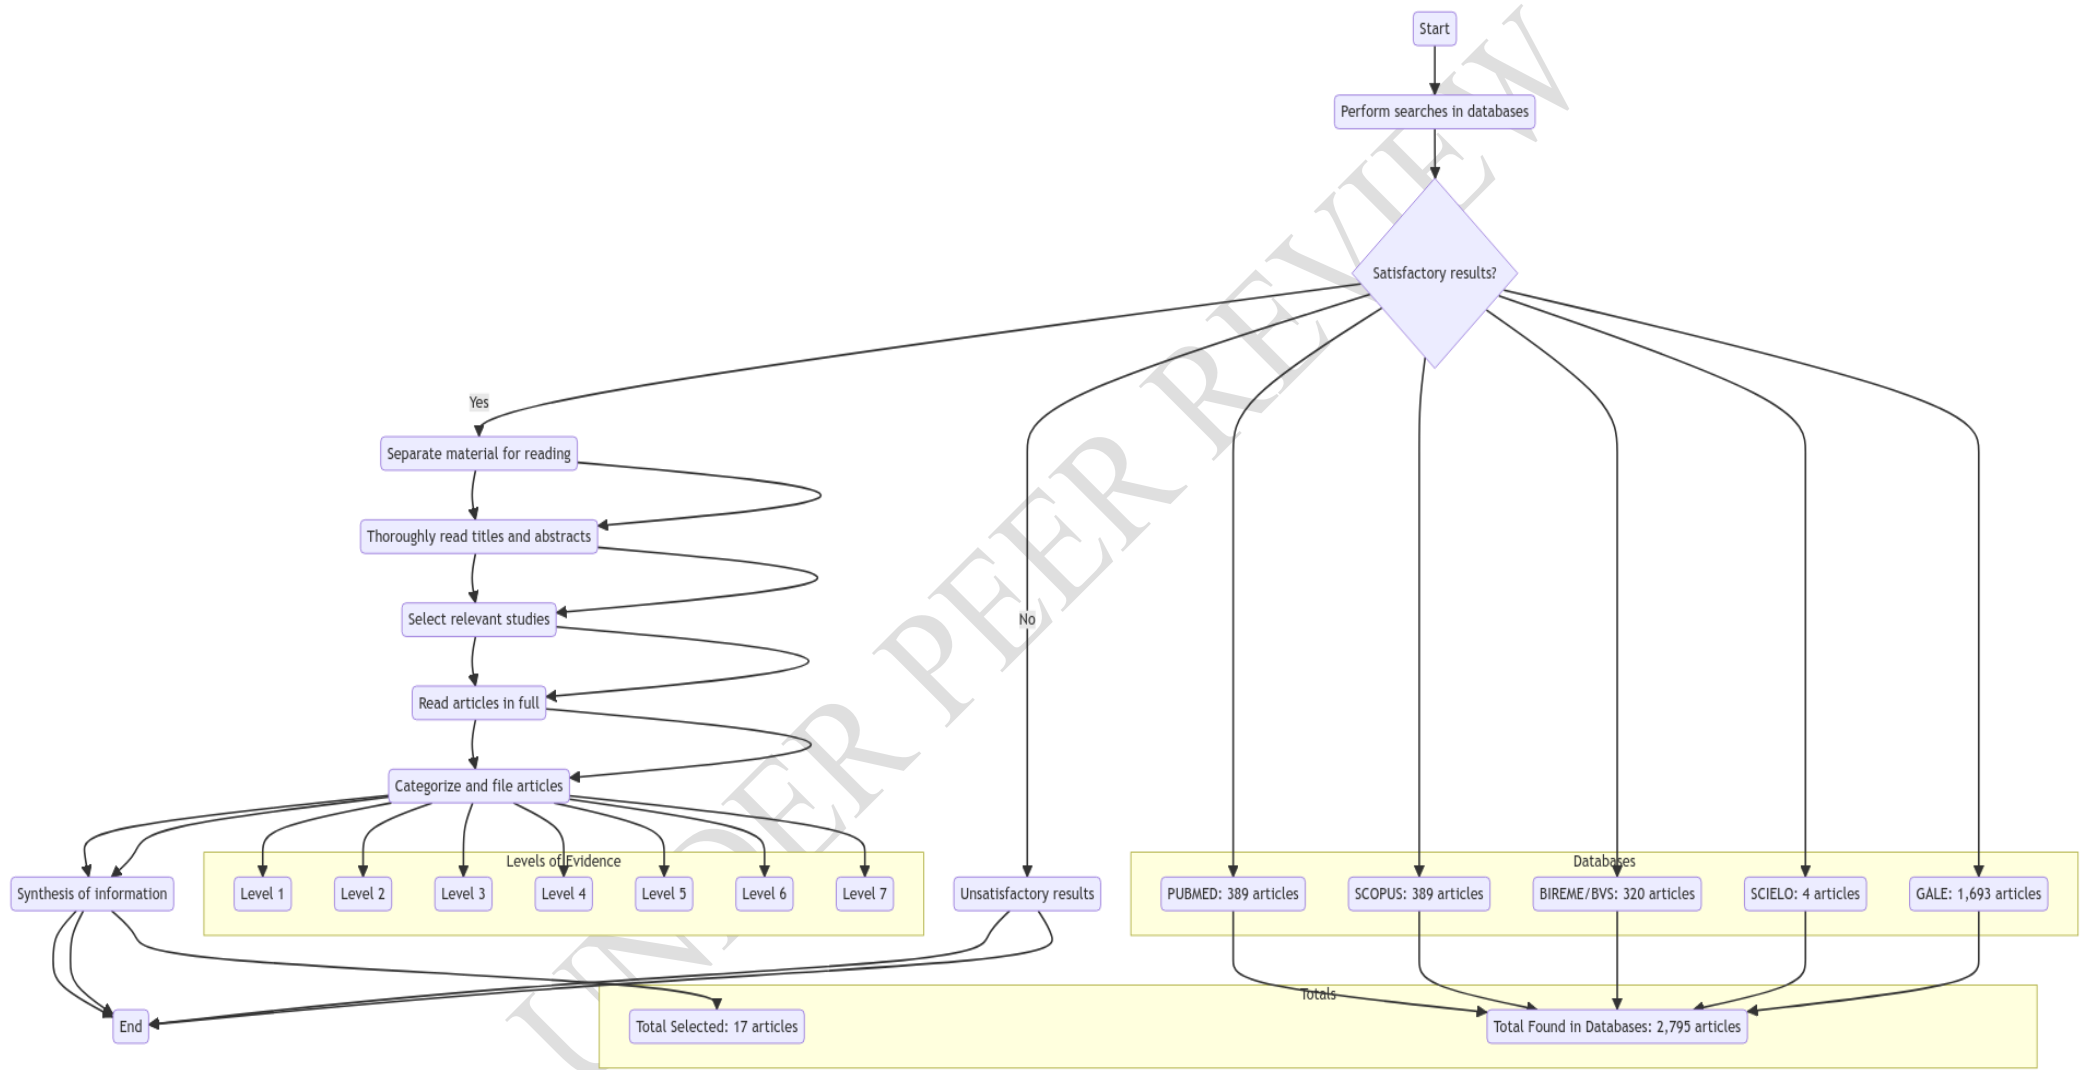 Start
Perform searches in databases
Satisfactory results?
Yes
Separate material for reading
Thoroughly read titles and abstracts
Select relevant studies
No
Read articles in full
Categorize and file articles
Levels of Evidence
Databases
Synthesis of information
Level 1
Level 2
Level 3
Level 4
Level 5
Level 6
Level 7
Unsatisfactory results
PUBMED: 389 articles
SCOPUS: 389 articles
BIREME/BVS: 320 articles
SCIELO: 4 articles
GALE: 1,693 articles
Totals
End
Total Selected: 17 articles
Total Found in Databases: 2,795 articles
UNDER PEER REVIEW